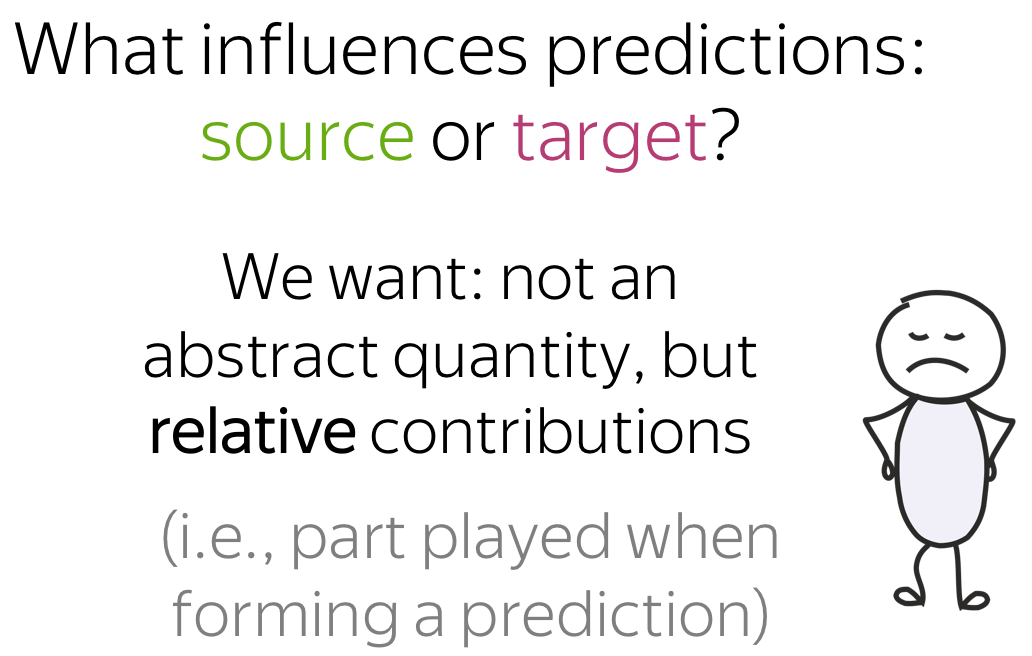 What influences predictions:
source or target?
We want: not an
abstract quantity, but
relative contributions
(i.e., part played when
forming a prediction)